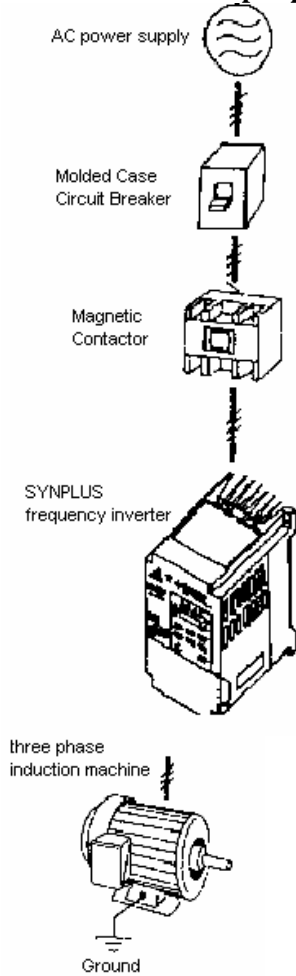 AC power supply
Molded Case
Circuit Breaker
Magnetic
Contactor
SYNPLUS
frequency inverter
three phase
induction machine
Ground